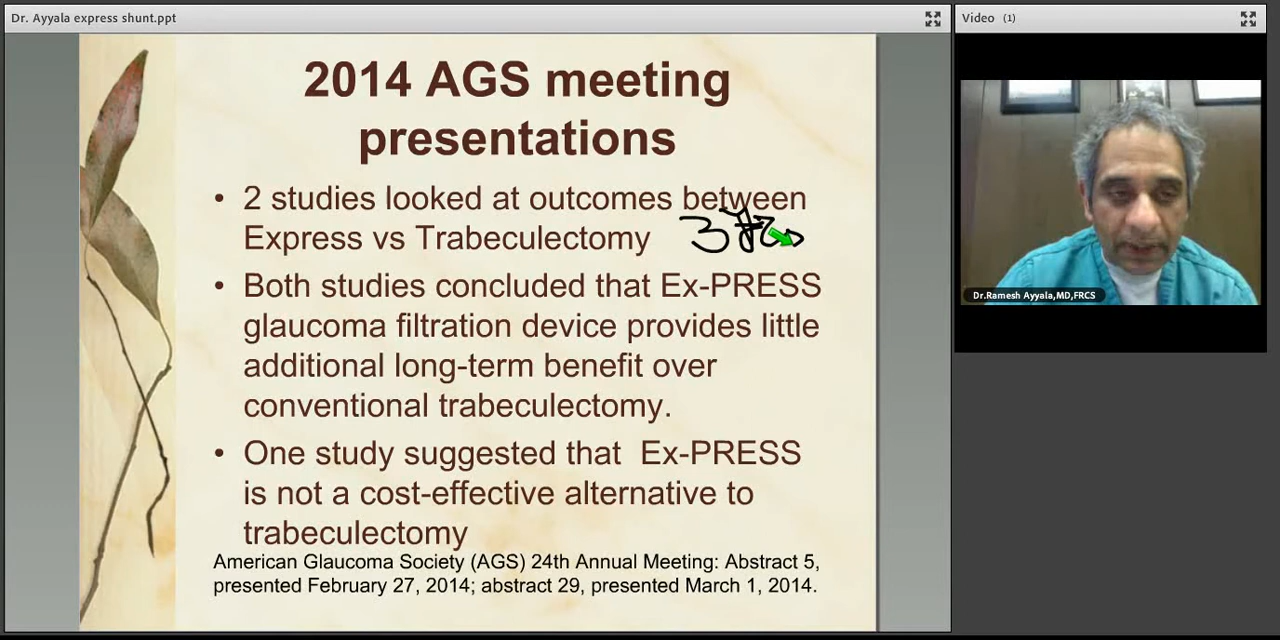 Dr. Ayyala express shunt.ppt
Video (1)
2014 AGS meeting
presentations
• 2 studies looked at outcomes between
Express vs Trabeculectomy 3
• Both studies concluded that Ex-PRESS
glaucoma filtration device provides little
additional long-term benefit over
conventional trabeculectomy.
• One study suggested that Ex-PRESS
is not a cost-effective alternative to
trabeculectomy
American Glaucoma Society (AGS) 24th Annual Meeting: Abstract 5,
presented February 27, 2014; abstract 29, presented March 1, 2014.
Dr.Ramesh Ayyala,MD,FRCS